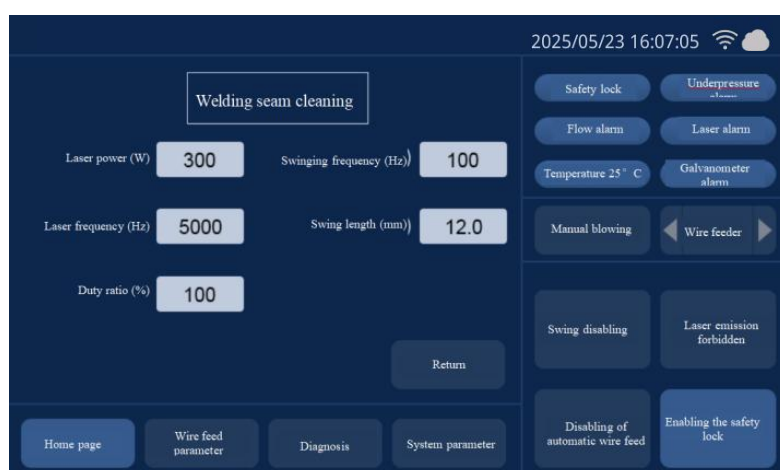 2025/05/23 16:07:05
Welding seam cleaning
Laser power (W)
300
Swinging frequency (Hz))
100
Laser frequency (Hz)
5000
Swing length (mm))
12.0
Duty ratio (%)
100
Return
Home page
Wire feed
parameter
Diagnosis
System parameter
Safety lock
Underpressure
Flow alarm
Laser alarm
Temperature 25° C
Galvanometer
alarm
Manual blowing
Wire feeder
Swing disabling
Laser emission
forbidden
Disabling of
automatic wire feed
Enabling the safety
lock